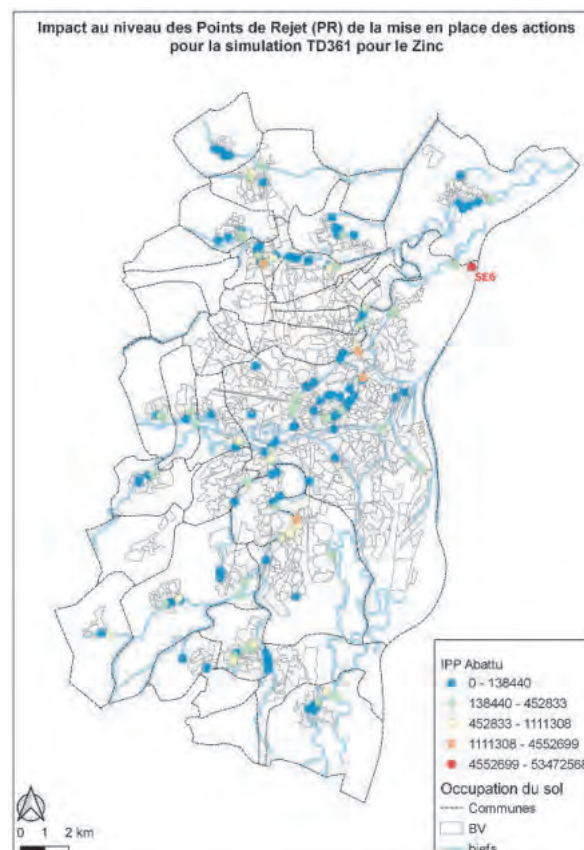 Impact au niveau des Points de Rejet (PR) de la mise en place des actions
pour la simulation TD361 pour le Zinc
SE6
IPP Abattu
0 - 138440
138440 - 452833
452833 - 1111308
1111308 - 4552699
4552699 - 53472568
Occupation du sol
Communes
BV
biefs
0 1 2 km